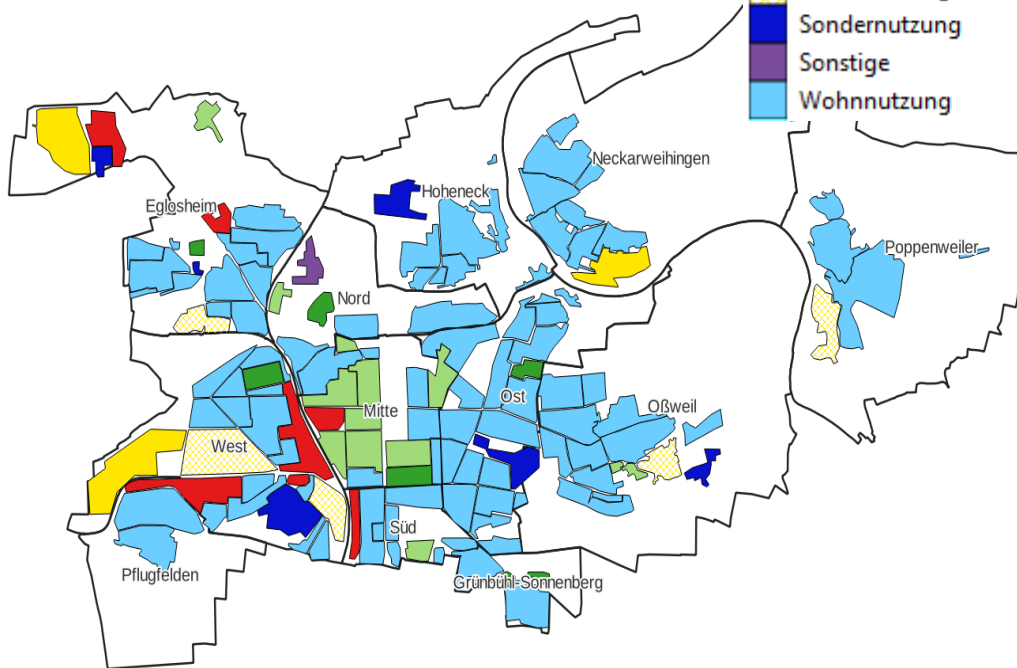 Sondernutzung
Sonstige
Wohnnutzung
Neckarweihingen
Hoheneck
Eglosheim
Poppenweiler
Nord
Ost
Oßweil
Mitte
West
Süd
Pflugfelden
Grünbühl-Sonnenberg